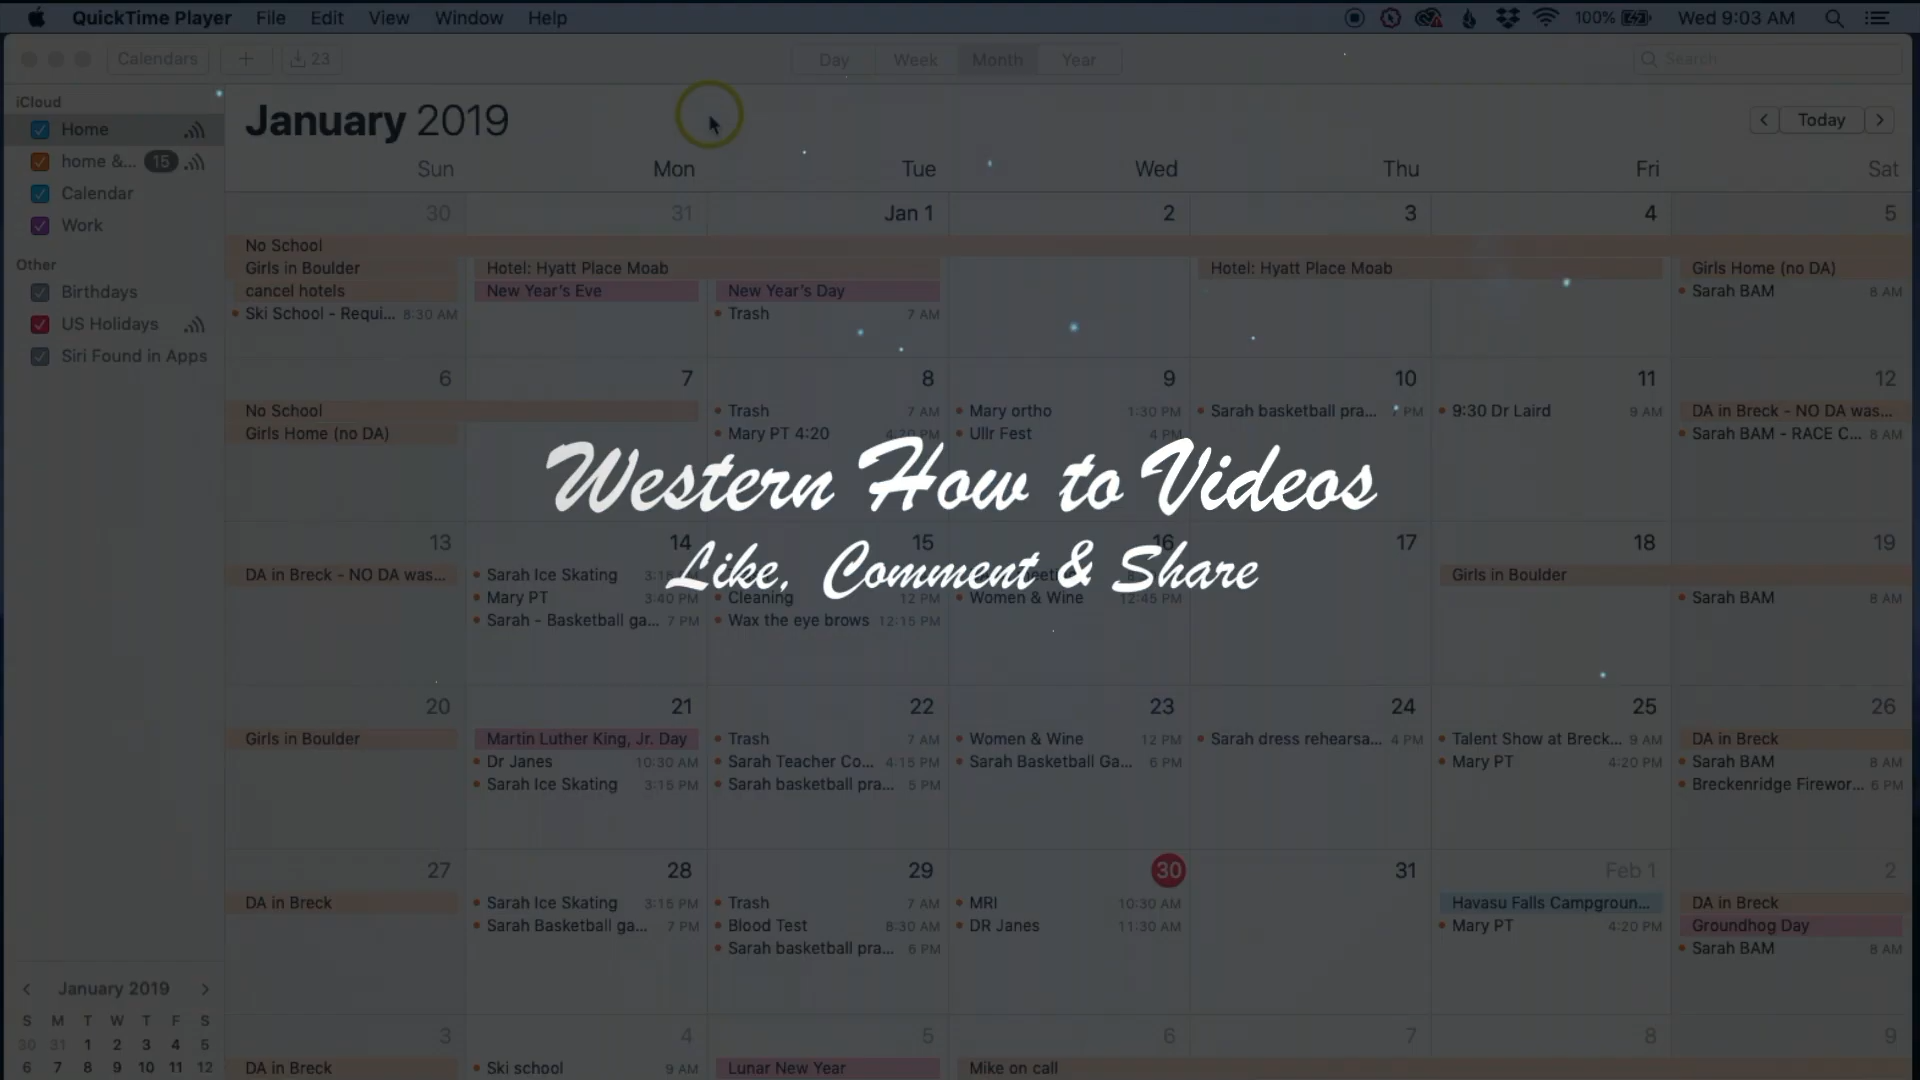 QuickTime Player File Edit View Window Help 100% Wed 9:03 AM
Calendars + 23 Day Week Month Year Search
iCloud
Home
home &... 15
Calendar
Work
Other
Birthdays
US Holidays
Siri Found in Apps
January 2019
< Today >
Sun Mon Tue Wed Thu Fri Sat
30 31 Jan 1 2 3 4 5
No School
Girls in Boulder Hotel: Hyatt Place Moab Hotel: Hyatt Place Moab Girls Home (no DA)
cancel hotels New Year's Eve New Year's Day Sarah BAM 8 AM
Ski School - Requi... 8:30 AM Trash 7 AM
6 7 8 9 10 11 12
No School Trash 7 AM Mary ortho 1:30 PM Sarah basketball pra... PM 9:30 Dr Laird 9 AM DA in Breck - NO DA was...
Girls Home (no DA) Mary PT 4:20 4:20 PM Ullr Fest 4 PM Sarah BAM - RACE C... 8 AM
Western How to Videos
Like, Comment & Share
13 14 15 16 17 18 19
DA in Breck - NO DA was... Sarah Ice Skating 3:15 PM Girls in Boulder
Mary PT 3:40 PM Cleaning 12 PM Women & Wine 12:45 PM Sarah BAM 8 AM
Sarah - Basketball ga... 7 PM Wax the eye brows 12:15 PM
20 21 22 23 24 25 26
Girls in Boulder Martin Luther King, Jr. Day Trash 7 AM Women & Wine 12 PM Sarah dress rehearsa... 4 PM Talent Show at Breck... 9 AM DA in Breck
Dr Janes 10:30 AM Sarah Teacher Co... 4:15 PM Sarah Basketball Ga... 6 PM Mary PT 4:20 PM Sarah BAM 8 AM
Sarah Ice Skating 3:15 PM Sarah basketball pra... 5 PM Breckenridge Firewor... 6 PM
27 28 29 30 31 Feb 1 2
DA in Breck Sarah Ice Skating 3:15 PM Trash 7 AM MRI 10:30 AM Havasu Falls Campgroun... DA in Breck
Sarah Basketball ga... 7 PM Blood Test 8:30 AM DR Janes 11:30 AM Mary PT 4:20 PM Groundhog Day
Sarah basketball pra... 6 PM Sarah BAM 8 AM
3 4 5 6 7 8 9
DA in Breck Ski school 9 AM Lunar New Year Mike on call
< January 2019 >
S M T W T F S
30 31 1 2 3 4 5
6 7 8 9 10 11 12